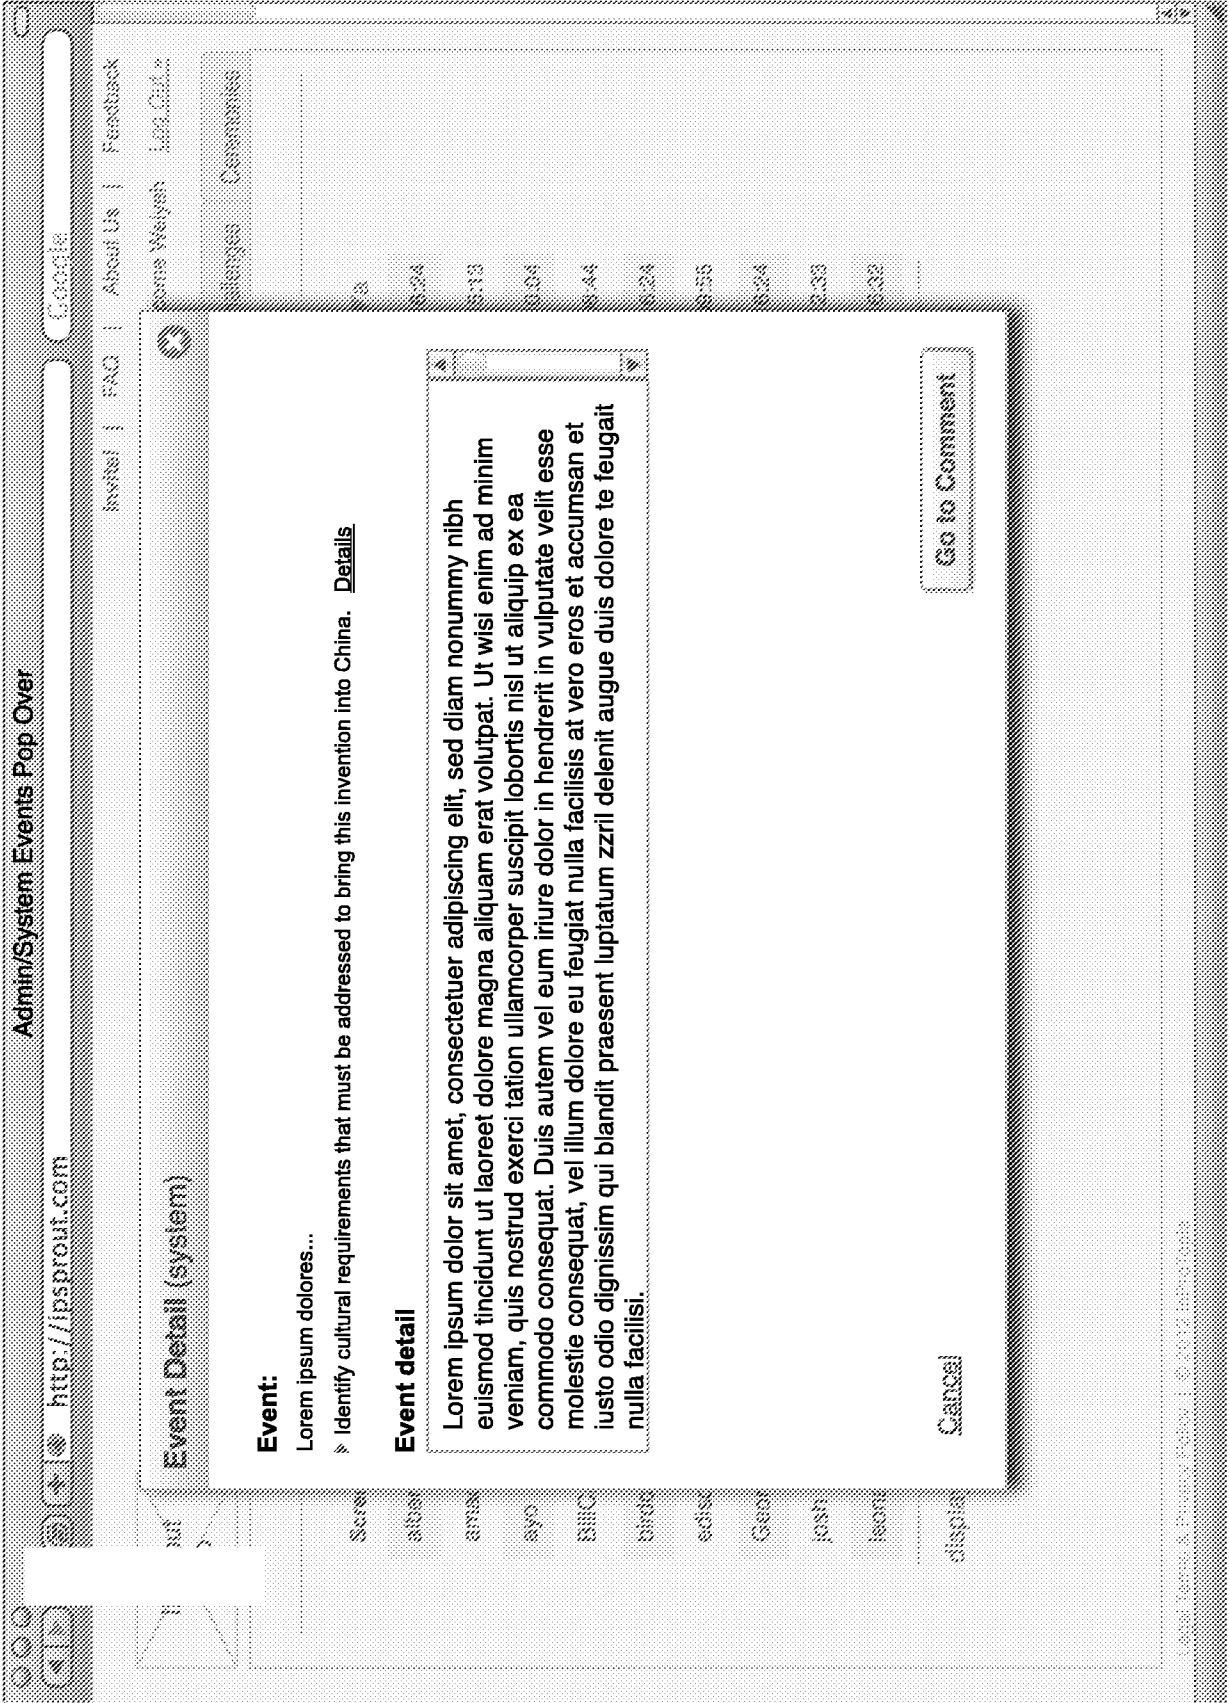 Admin/System Events Pop Over
http://ipsprout.com
Google
Invite! | FAQ | About Us | Feedback
Log Out »
Ceremonies
Event Detail (system)
Event:
Lorem ipsum dolores...
Identify cultural requirements that must be addressed to bring this invention into China. Details
Event detail
Lorem ipsum dolor sit amet, consectetuer adipiscing elit, sed diam nonummy nibh
euismod tincidunt ut laoreet dolore magna aliquam erat volutpat. Ut wisi enim ad minim
veniam, quis nostrud exerci tation ullamcorper suscipit lobortis nisl ut aliquip ex ea
commodo consequat. Duis autem vel eum iriure dolor in hendrerit in vulputate velit esse
molestie consequat, vel illum dolore eu feugiat nulla facilisis at vero eros et accumsan et
iusto odio dignissim qui blandit praesent luptatum zzril delenit augue duis dolore te feugait
nulla facilisi.
Cancel
Go to Comment